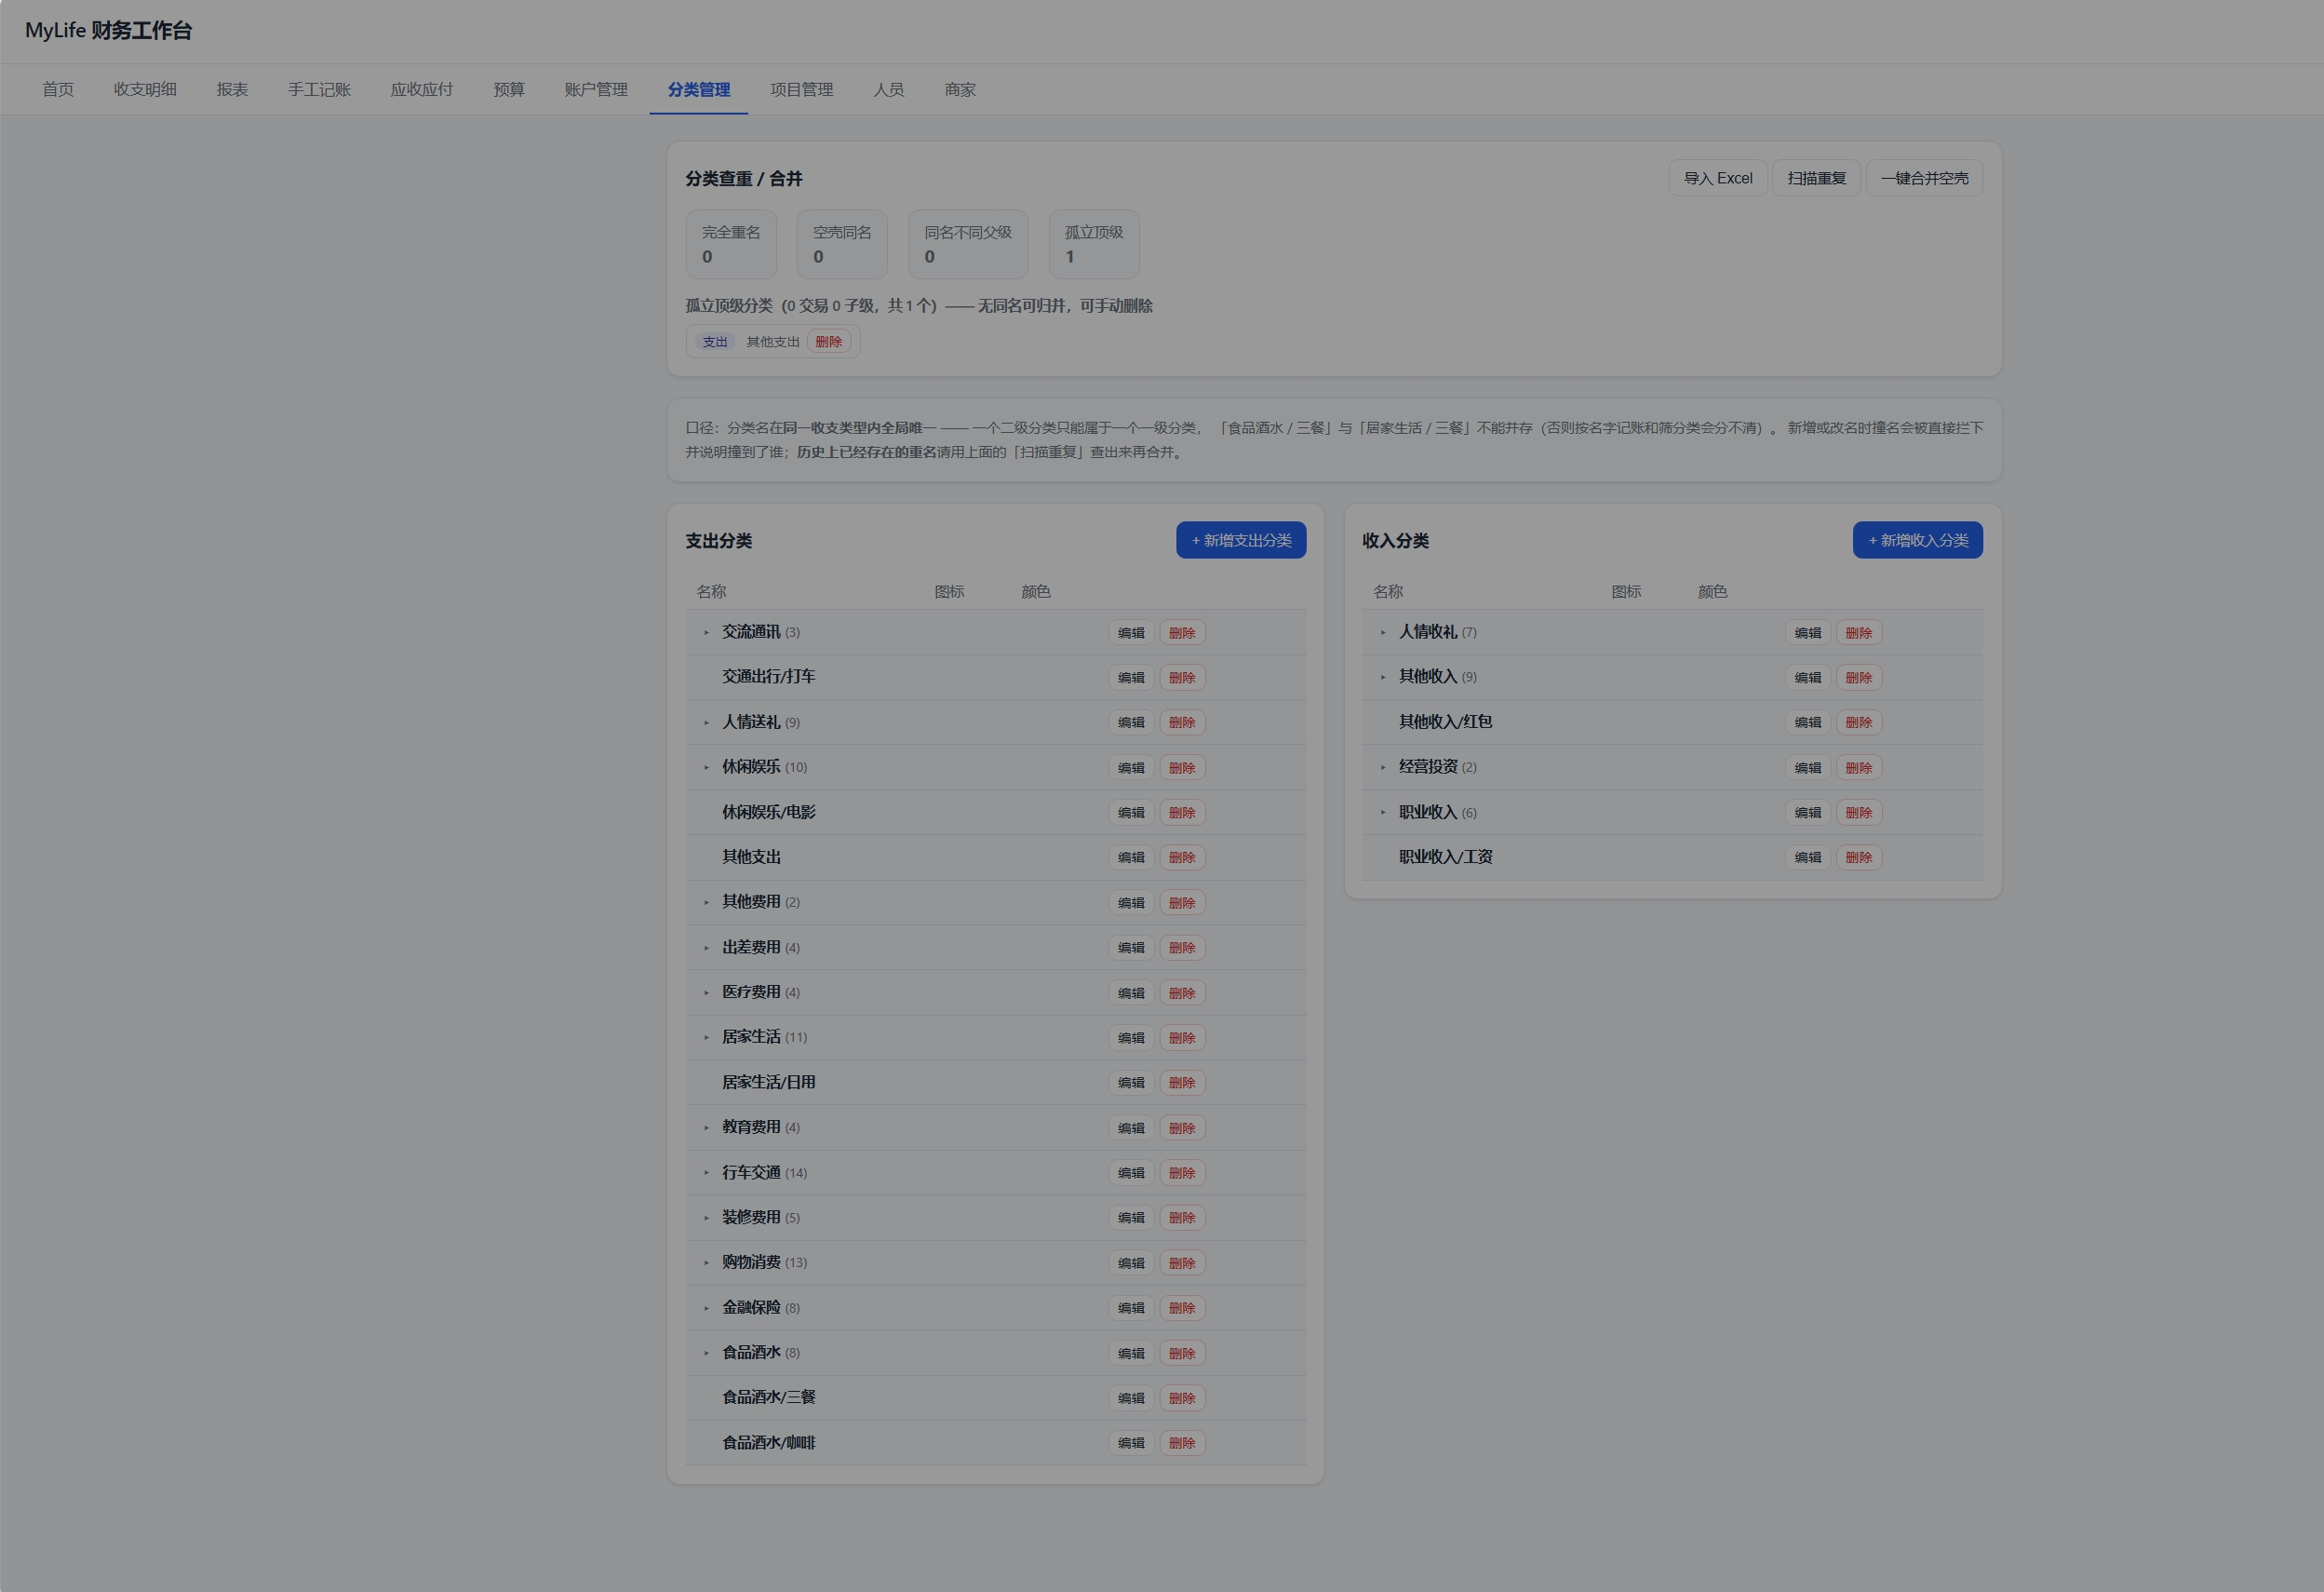 MyLife 财务工作台
首页 收支明细 报表 手工记账 应收应付 预算 账户管理 分类管理 项目管理 人员 商家
分类查重 / 合并 导入 Excel 扫描重复 一键合并空壳
完全重名 空壳同名 同名不同父级 孤立顶级
0 0 0 1
孤立顶级分类（0 交易 0 子级，共 1 个）—— 无同名可归并，可手动删除
支出 其他支出 删除
口径：分类名在同一收支类型内全局唯一 —— 一个二级分类只能属于一个一级分类， 「食品酒水 / 三餐」与「居家生活 / 三餐」不能并存（否则按名字记账和筛分类会分不清）。 新增或改名时撞名会被直接拦下
并说明撞到了谁；历史上已经存在的重名请用上面的「扫描重复」查出来再合并。
支出分类 + 新增支出分类
名称 图标 颜色
▸ 交流通讯 (3) 编辑 删除
交通出行/打车 编辑 删除
▸ 人情送礼 (9) 编辑 删除
▸ 休闲娱乐 (10) 编辑 删除
休闲娱乐/电影 编辑 删除
其他支出 编辑 删除
▸ 其他费用 (2) 编辑 删除
▸ 出差费用 (4) 编辑 删除
▸ 医疗费用 (4) 编辑 删除
▸ 居家生活 (11) 编辑 删除
居家生活/日用 编辑 删除
▸ 教育费用 (4) 编辑 删除
▸ 行车交通 (14) 编辑 删除
▸ 装修费用 (5) 编辑 删除
▸ 购物消费 (13) 编辑 删除
▸ 金融保险 (8) 编辑 删除
▸ 食品酒水 (8) 编辑 删除
食品酒水/三餐 编辑 删除
食品酒水/咖啡 编辑 删除
收入分类 + 新增收入分类
名称 图标 颜色
▸ 人情收礼 (7) 编辑 删除
▸ 其他收入 (9) 编辑 删除
其他收入/红包 编辑 删除
▸ 经营投资 (2) 编辑 删除
▸ 职业收入 (6) 编辑 删除
职业收入/工资 编辑 删除